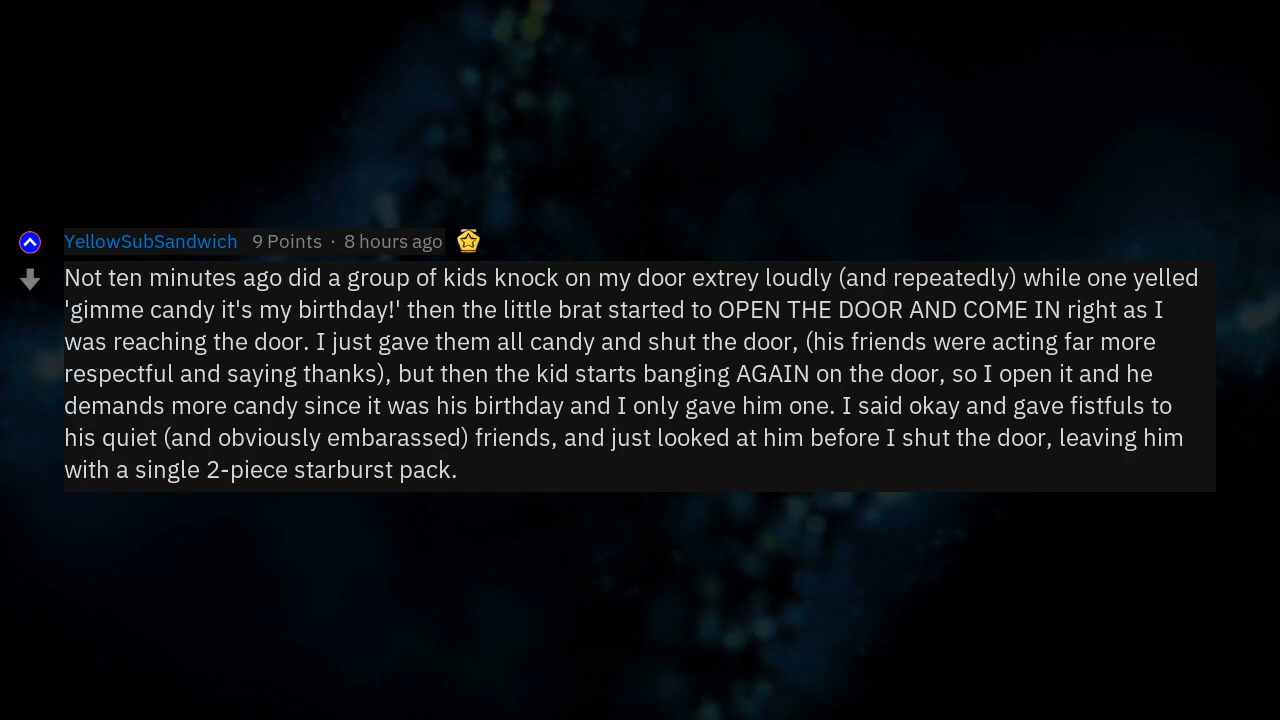 YellowSubSandwich 9 Points · 8 hours ago
Not ten minutes ago did a group of kids knock on my door extrey loudly (and repeatedly) while one yelled
'gimme candy it's my birthday!' then the little brat started to OPEN THE DOOR AND COME IN right as I
was reaching the door. I just gave them all candy and shut the door, (his friends were acting far more
respectful and saying thanks), but then the kid starts banging AGAIN on the door, so I open it and he
demands more candy since it was his birthday and I only gave him one. I said okay and gave fistfuls to
his quiet (and obviously embarassed) friends, and just looked at him before I shut the door, leaving him
with a single 2-piece starburst pack.